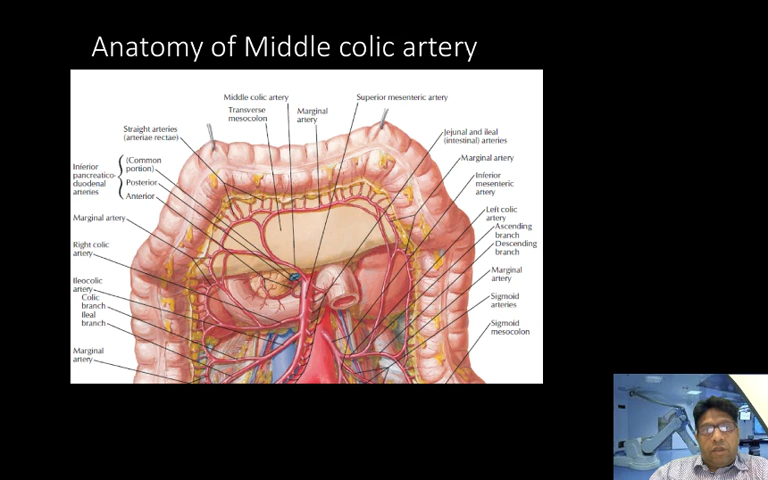 Anatomy of Middle colic artery
Middle colic artery
Superior mesenteric artery
Transverse
mesocolon
Marginal
artery
Straight arteries
(arteriae rectae)
Jejunal and ileal
(intestinal) arteries
Inferior
pancreatico-
duodenal
arteries
(Common
portion)
Posterior
Anterior
Marginal artery
Inferior
mesenteric
artery
Marginal artery
Left colic
artery
Ascending
branch
Descending
branch
Right colic
artery
Marginal
artery
Ileocolic
artery
Colic
branch
Ileal
branch
Sigmoid
arteries
Sigmoid
mesocolon
Marginal
artery